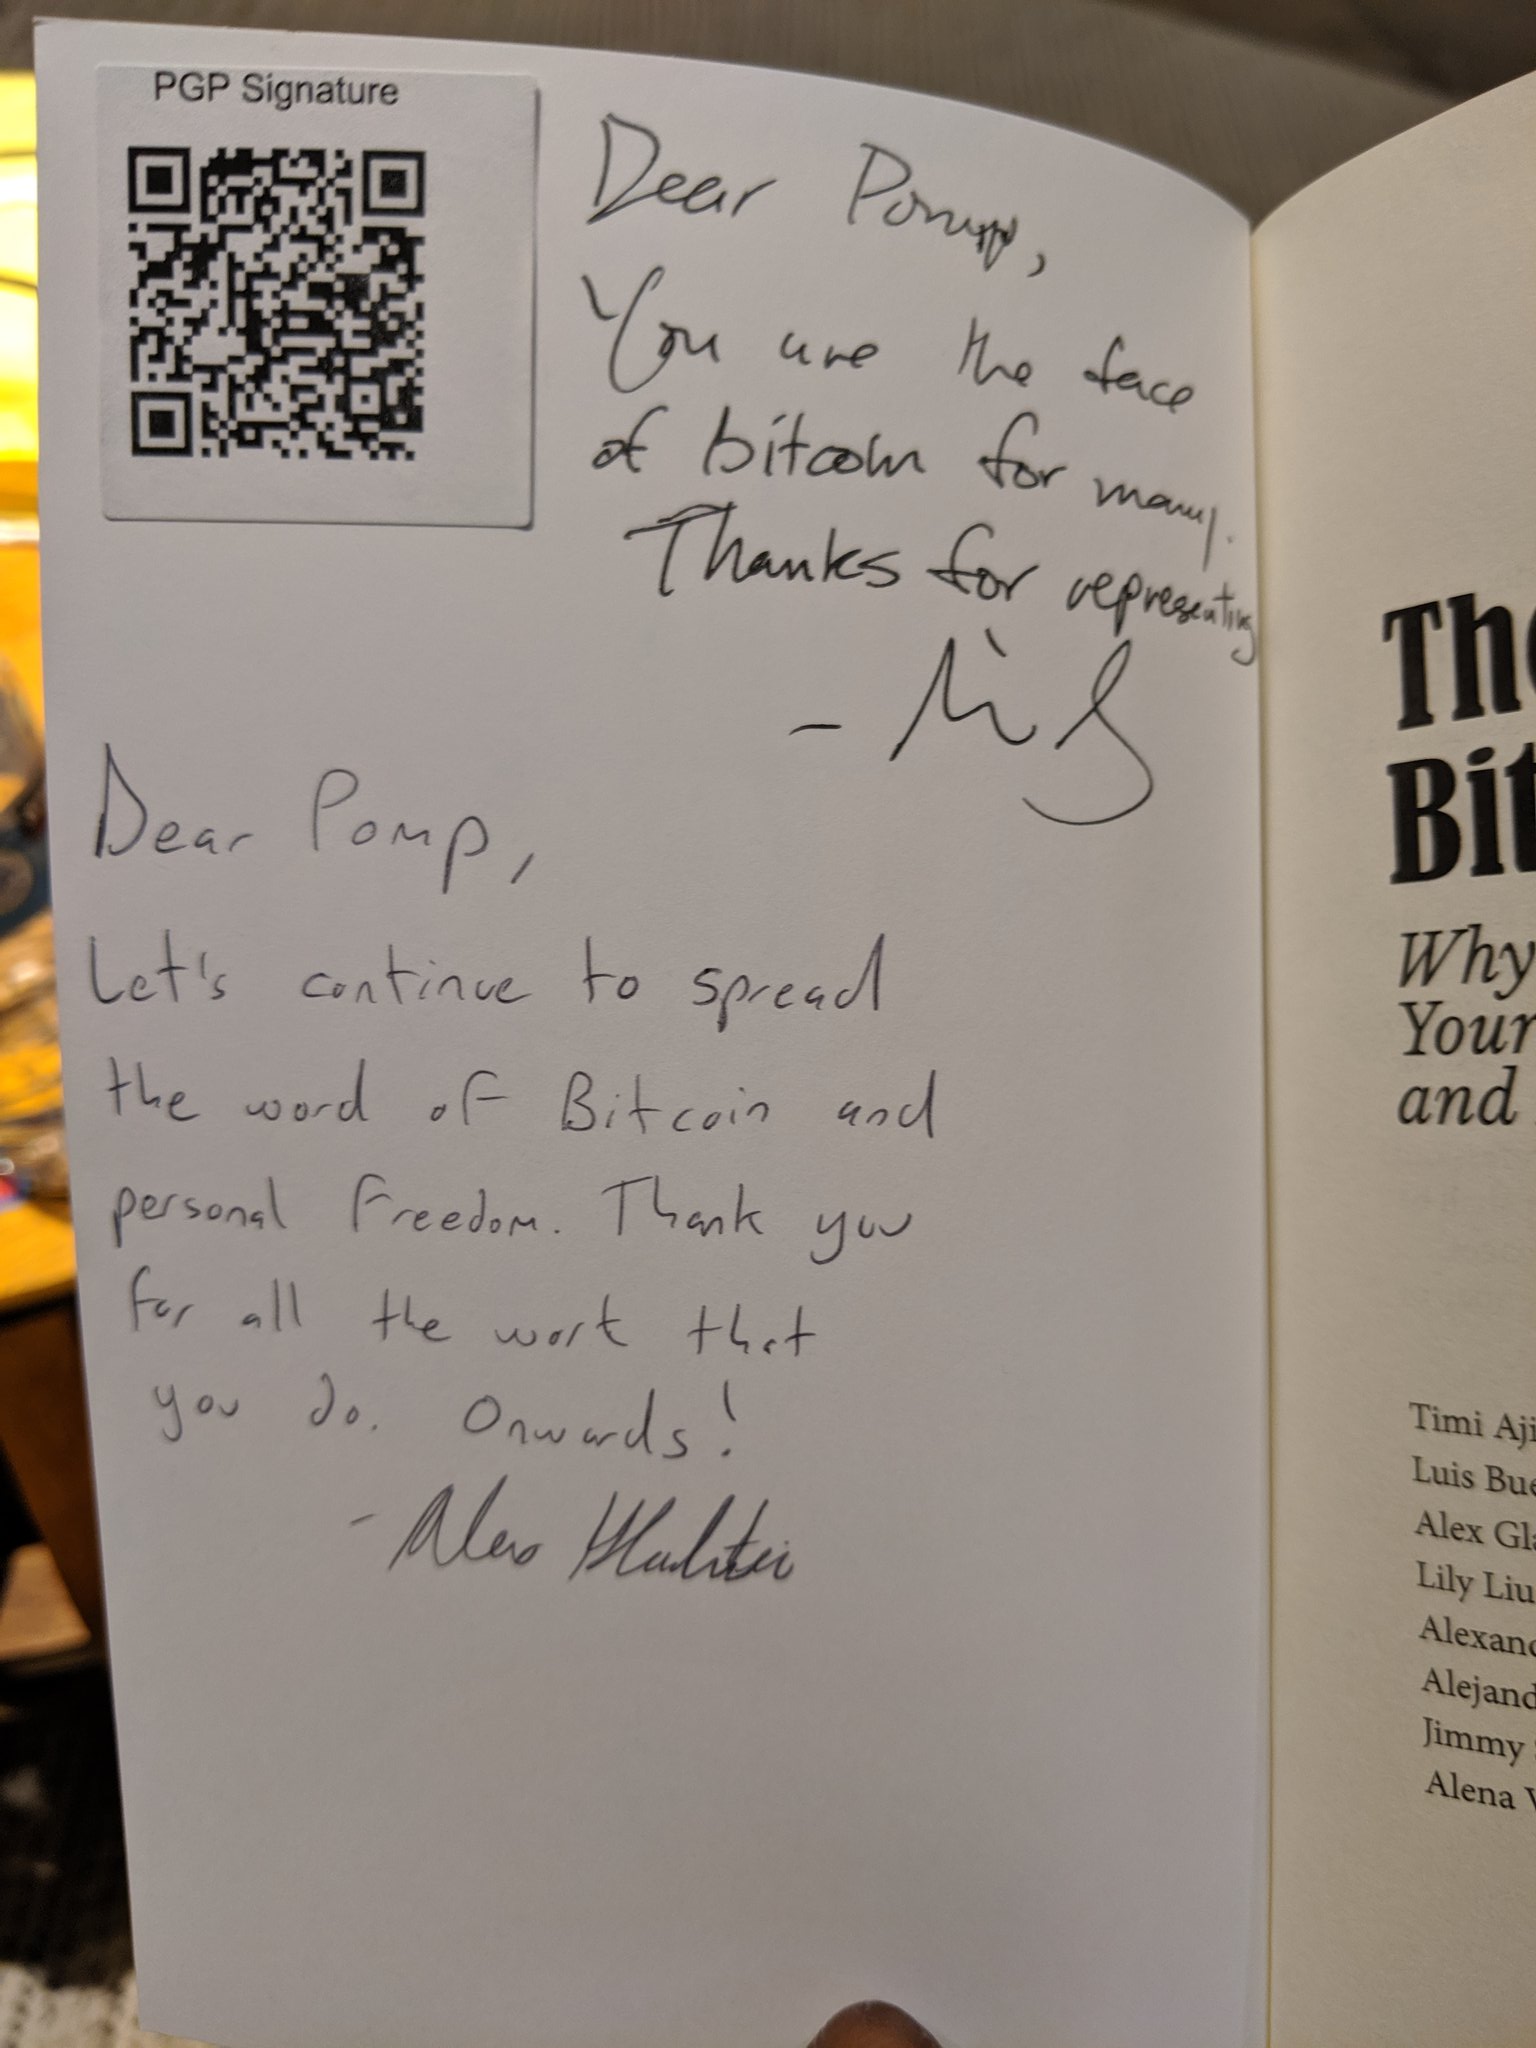 PGP Signature
Dear Pomp,
You are the face
of bitcoin for many.
Thanks for representing
Dear Pomp,
Let's continue to spread
the word of Bitcoin and
personal freedom. Thank you
for all the work that
you do. Onwards!
- Alex Gladstein
The
Bit
Why
Your
and
Timi Aji
Luis Bue
Alex Gla
Lily Liu
Alexand
Alejand
Jimmy
Alena V